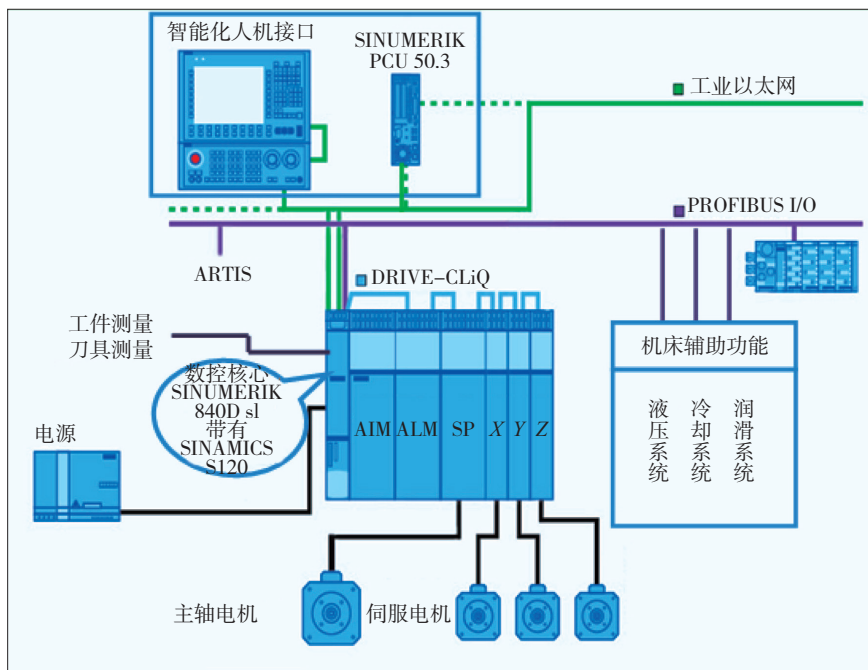 智能化人机接口
SINUMERIK
PCU 50.3
工业以太网
PROFIBUS I/O
ARTIS
DRIVE-CLiQ
工件测量
刀具测量
数控核心
SINUMERIK
840D sl
带有
SINAMICS
S120
电源
AIM ALM SP X Y Z
机床辅助功能
液压系统
冷却系统
润滑系统
主轴电机
伺服电机